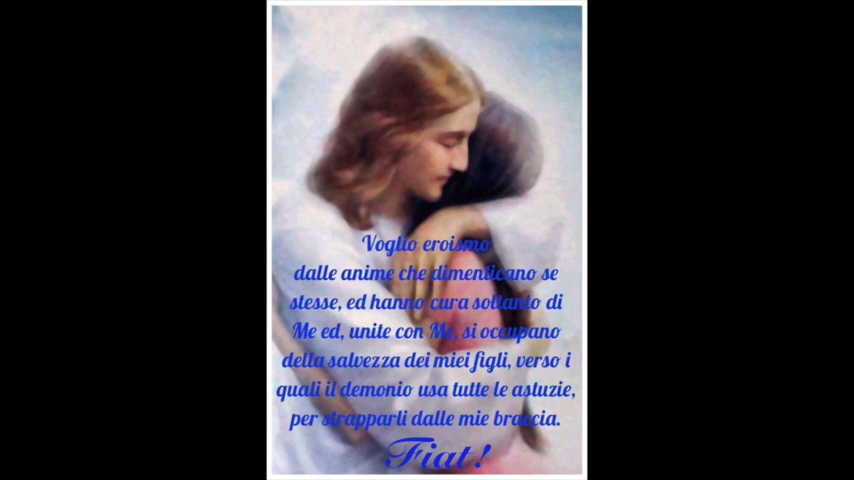 Voglio eroismo
dalle anime che dimenticano se
stesse, ed hanno cura soltanto di
Me ed, unite con Me, si occupano
della salvezza dei miei figli, verso i
quali il demonio usa tutte le astuzie,
per strapparli dalle mie braccia.
Fiat!